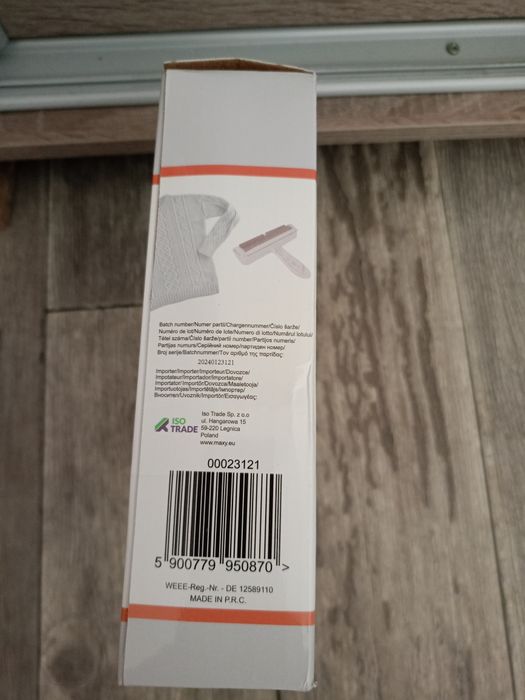 Batch number/Numer partii/Chargennummer/Číslo šarže/
Numéro de lot/Número de lote/Numero di lotto/Numărul lotului/
Tétel száma/Číslo šarže/partii number/Partijos numeris/
Partijas numurs/Серійний номер/партиден номер/
Broj serije/Batchnummer/Του αριθμό της παρτίδας:
20240123121
Importer/Importer/Importeur/Dovozce/
Importateur/Importador/Importatore/
Importator/Importőr/Dovozca/Maaletooja/
Importuotojas/Importētājs/імпортер/
Вносител/Uvoznik/Importör/Εισαγωγέας:
ISO
TRADE
Iso Trade Sp. z o.o
ul. Hangarowa 15
59-220 Legnica
Poland
www.maxy.eu
00023121
5 900779 950870 >
WEEE-Reg.-Nr. - DE 12589110
MADE IN P.R.C.